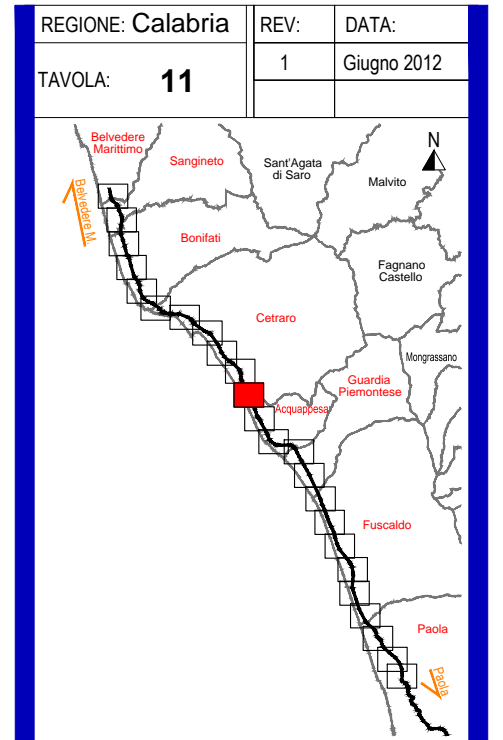 REGIONE: Calabria
REV:
DATA:
TAVOLA: 11
1
Giugno 2012
Belvedere
Marittimo
Sangineto
Sant'Agata
di Saro
Malvito
N
Belvedere M.
Bonifati
Fagnano
Castello
Cetraro
Mongrassano
Guardia
Piemontese
Acquappesa
Fuscaldo
Paola
Paola